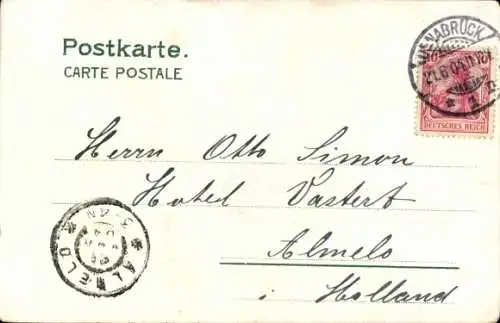 Postkarte.
CARTE POSTALE
OSNABRÜCK
DEUTSCHES REICH
Herrn Otto Simon
Hotel Vastert
Almelo
i Holland
ALMELO